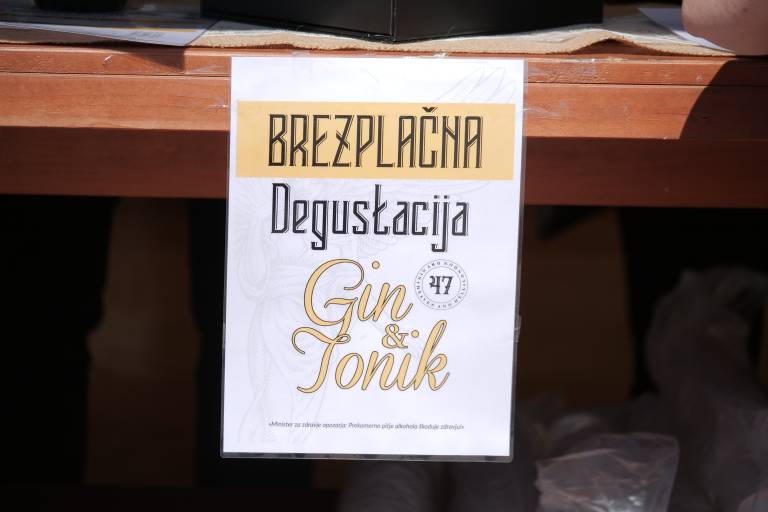 BREZPLAČNA
Degustacija
Gin
47
&
Tonik
«Minister za zdravje opozarja: Prekomerno pitje alkohola škoduje zdravju!»